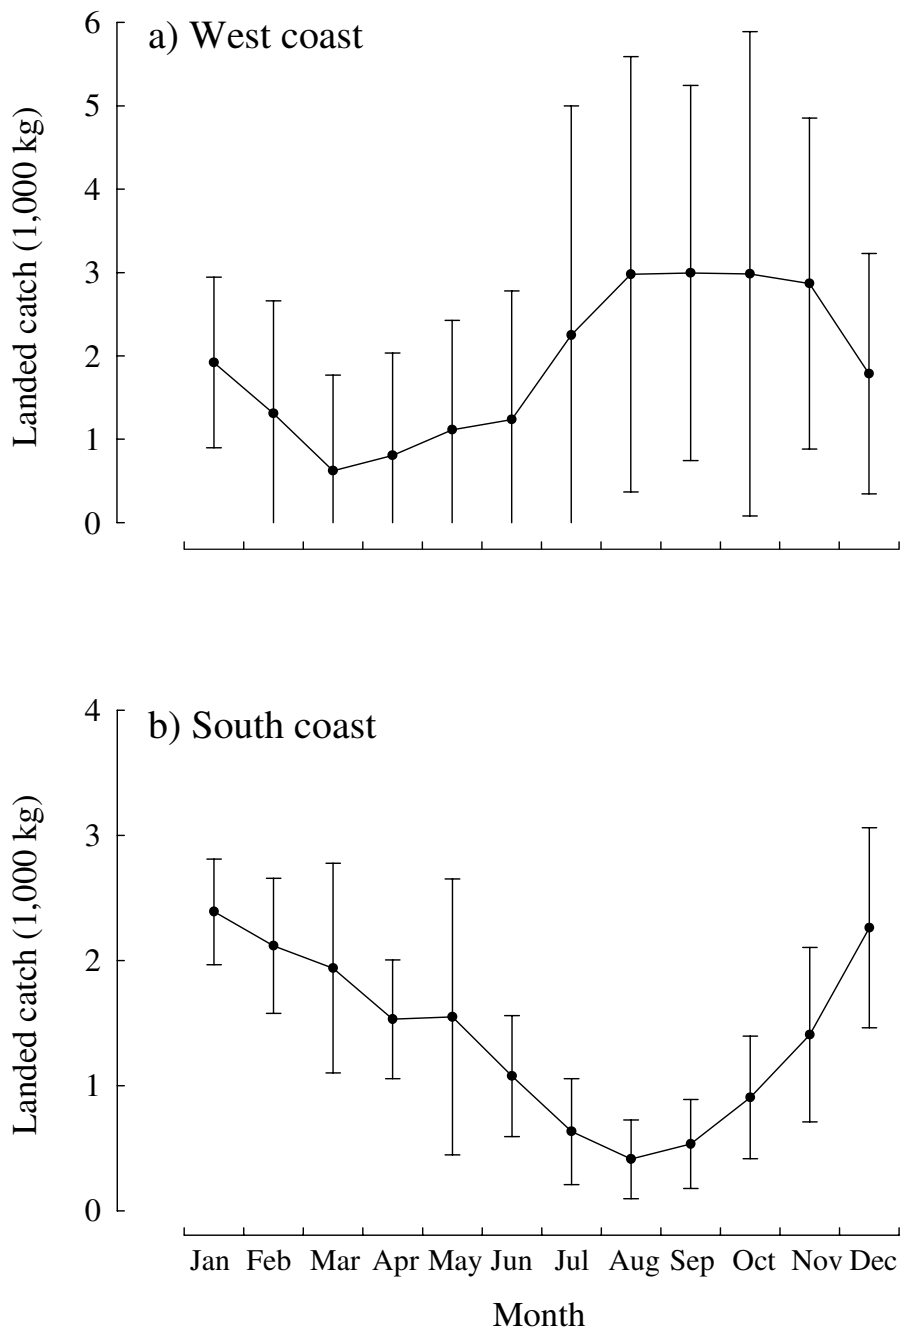 a) West coast
Landed catch (1,000 kg)
6
5
4
3
2
1
0
b) South coast
Landed catch (1,000 kg)
4
3
2
1
0
Jan Feb Mar Apr May Jun Jul Aug Sep Oct Nov Dec
Month